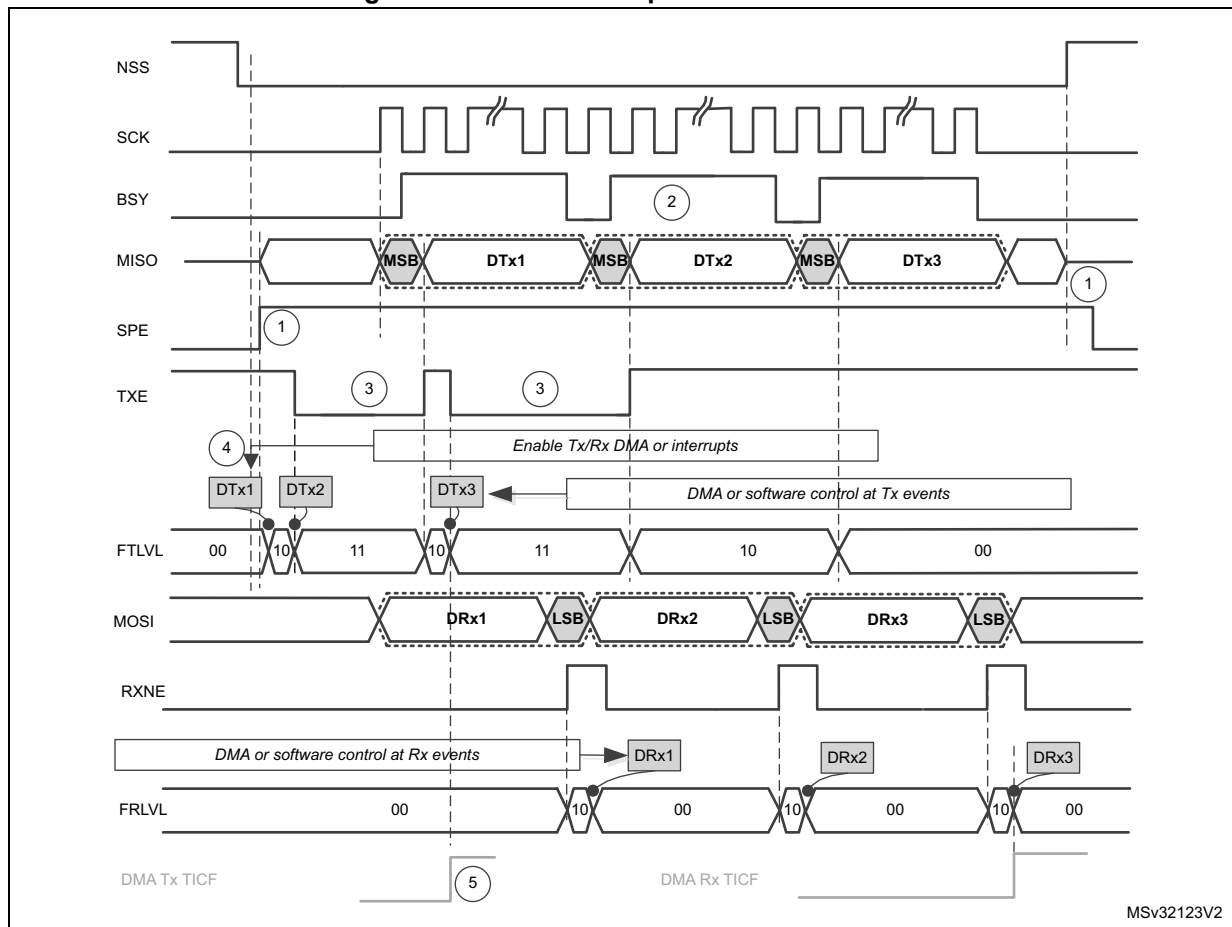 NSS
SCK
BSY
2
MISO
MSB
DTx1
MSB
DTx2
MSB
DTx3
1
SPE
1
TXE
3
3
4
Enable Tx/Rx DMA or interrupts
DTx1
DTx2
DTx3
DMA or software control at Tx events
FTLVL
00
10
11
10
11
10
00
MOSI
DRx1
LSB
DRx2
LSB
DRx3
LSB
RXNE
DMA or software control at Rx events
DRx1
DRx2
DRx3
FRLVL
00
10
00
10
00
10
00
DMA Tx TICF
5
DMA Rx TICF
MSv32123V2